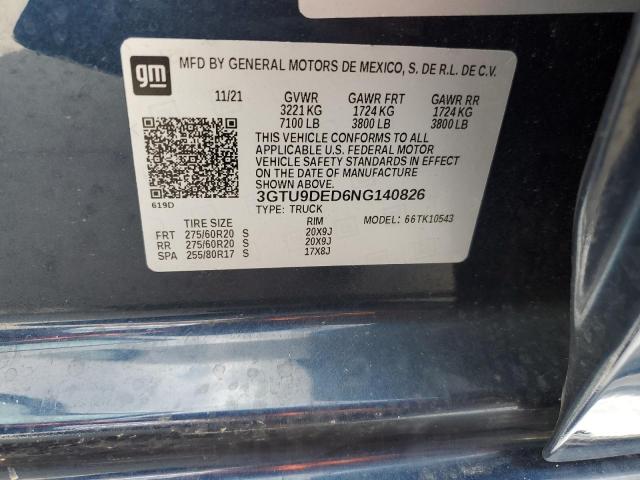 gm
MFD BY GENERAL MOTORS DE MEXICO, S. DE R.L. DE C.V.
11/21 GVWR GAWR FRT GAWR RR
3221 KG 1724 KG 1724 KG
7100 LB 3800 LB 3800 LB
THIS VEHICLE CONFORMS TO ALL
APPLICABLE U.S. FEDERAL MOTOR
VEHICLE SAFETY STANDARDS IN EFFECT
ON THE DATE OF MANUFACTURE
SHOWN ABOVE.
3GTU9DED6NG140826
619D
TYPE: TRUCK MODEL: 66TK10543
TIRE SIZE RIM
FRT 275/60R20 S 20X9J
RR 275/60R20 S 20X9J
SPA 255/80R17 S 17X8J